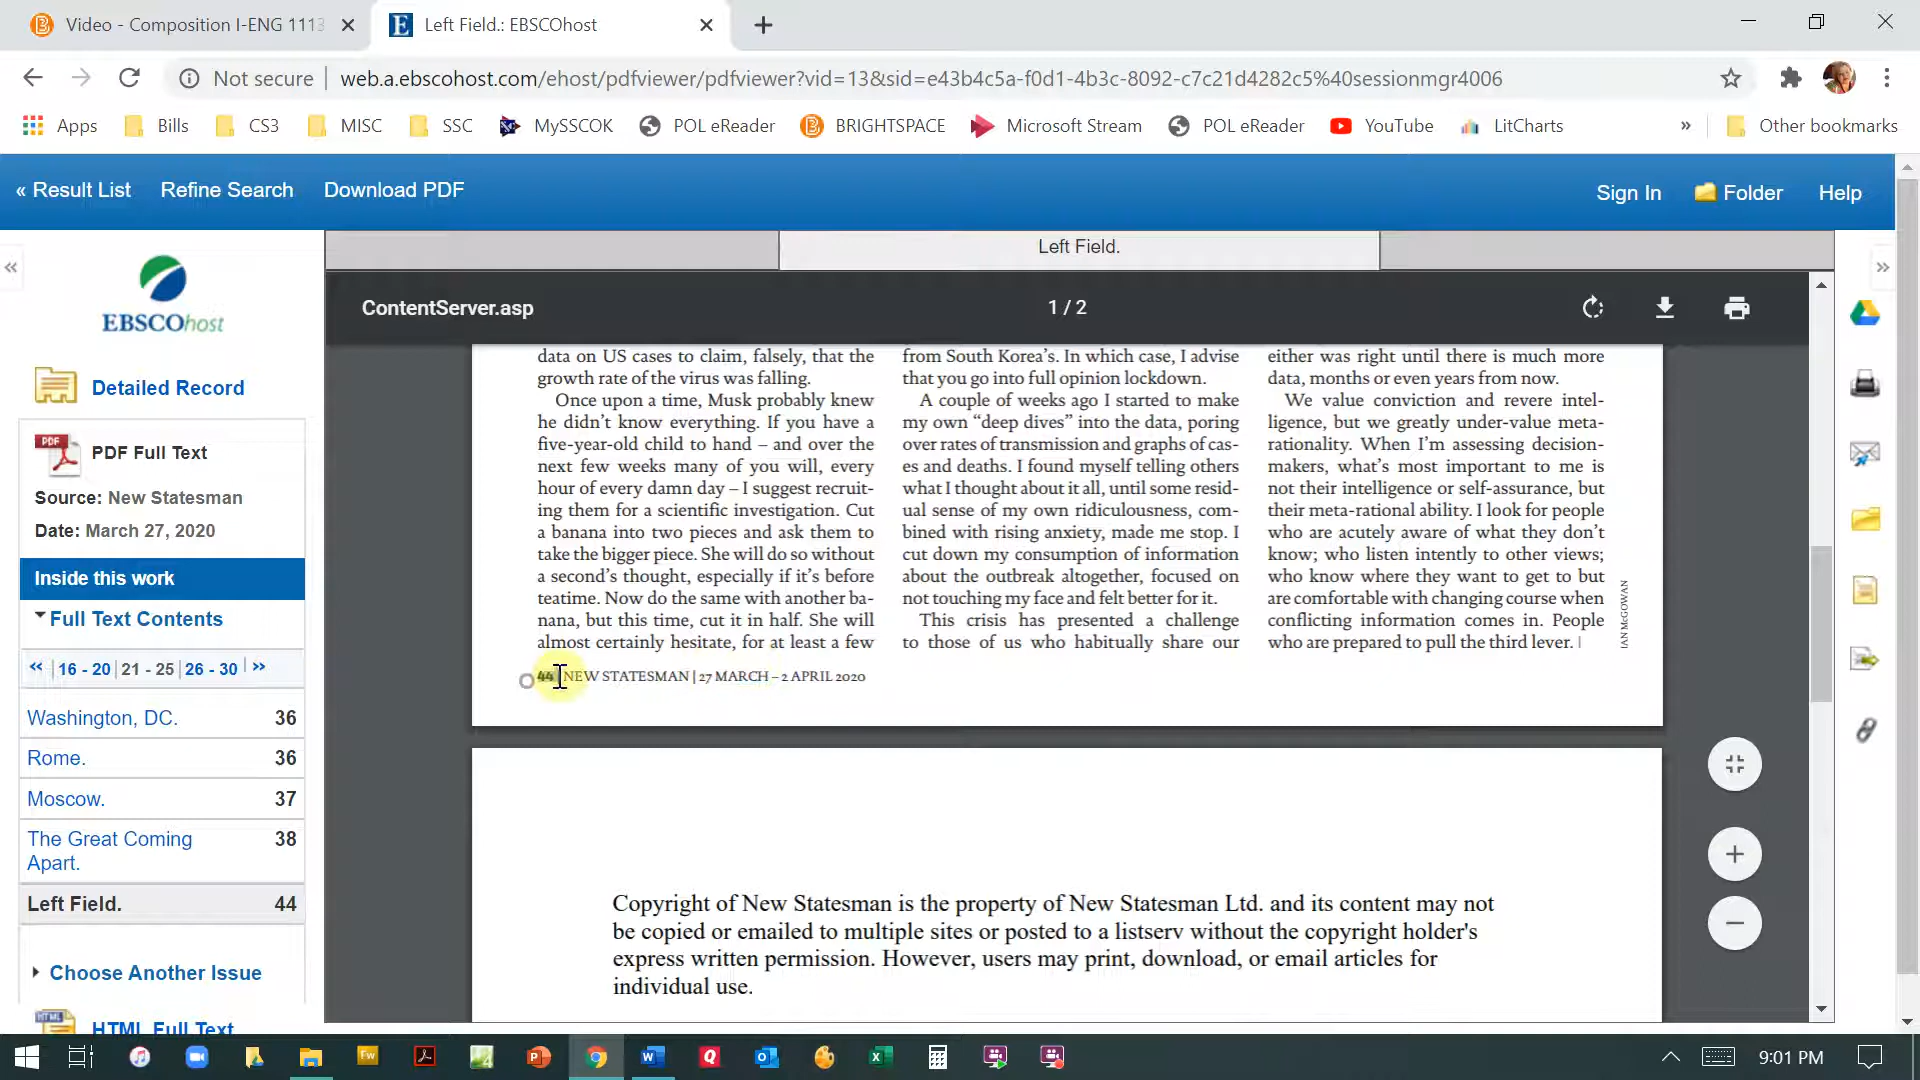 Video - Composition I-ENG 1113
Left Field.: EBSCOhost
Not secure
web.a.ebscohost.com/ehost/pdfviewer/pdfviewer?vid=13&sid=e43b4c5a-f0d1-4b3c-8092-c7c21d4282c5%40sessionmgr4006
Apps
Bills
CS3
MISC
SSC
MySSCOK
POL eReader
BRIGHTSPACE
Microsoft Stream
POL eReader
YouTube
LitCharts
»
Other bookmarks
« Result List
Refine Search
Download PDF
Sign In
Folder
Help
EBSCOhost
Detailed Record
PDF Full Text
Source: New Statesman
Date: March 27, 2020
Inside this work
Full Text Contents
« | 16 - 20 | 21 - 25 | 26 - 30 | »
Washington, DC. 36
Rome. 36
Moscow. 37
The Great Coming 38
Apart.
Left Field. 44
Choose Another Issue
HTML Full Text
Left Field.
ContentServer.asp
1 / 2
data on US cases to claim, falsely, that the
growth rate of the virus was falling.
Once upon a time, Musk probably knew
he didn't know everything. If you have a
five-year-old child to hand – and over the
next few weeks many of you will, every
hour of every damn day – I suggest recruit-
ing them for a scientific investigation. Cut
a banana into two pieces and ask them to
take the bigger piece. She will do so without
a second's thought, especially if it's before
teatime. Now do the same with another ba-
nana, but this time, cut it in half. She will
almost certainly hesitate, for at least a few
from South Korea's. In which case, I advise
that you go into full opinion lockdown.
A couple of weeks ago I started to make
my own "deep dives" into the data, poring
over rates of transmission and graphs of cas-
es and deaths. I found myself telling others
what I thought about it all, until some resid-
ual sense of my own ridiculousness, com-
bined with rising anxiety, made me stop. I
cut down my consumption of information
about the outbreak altogether, focused on
not touching my face and felt better for it.
This crisis has presented a challenge
to those of us who habitually share our
either was right until there is much more
data, months or even years from now.
We value conviction and revere intel-
ligence, but we greatly under-value meta-
rationality. When I'm assessing decision-
makers, what's most important to me is
not their intelligence or self-assurance, but
their meta-rational ability. I look for people
who are acutely aware of what they don't
know; who listen intently to other views;
who know where they want to get to but
are comfortable with changing course when
conflicting information comes in. People
who are prepared to pull the third lever. |
IAN McGOWAN
44 | NEW STATESMAN | 27 MARCH – 2 APRIL 2020
Copyright of New Statesman is the property of New Statesman Ltd. and its content may not
be copied or emailed to multiple sites or posted to a listserv without the copyright holder's
express written permission. However, users may print, download, or email articles for
individual use.
9:01 PM